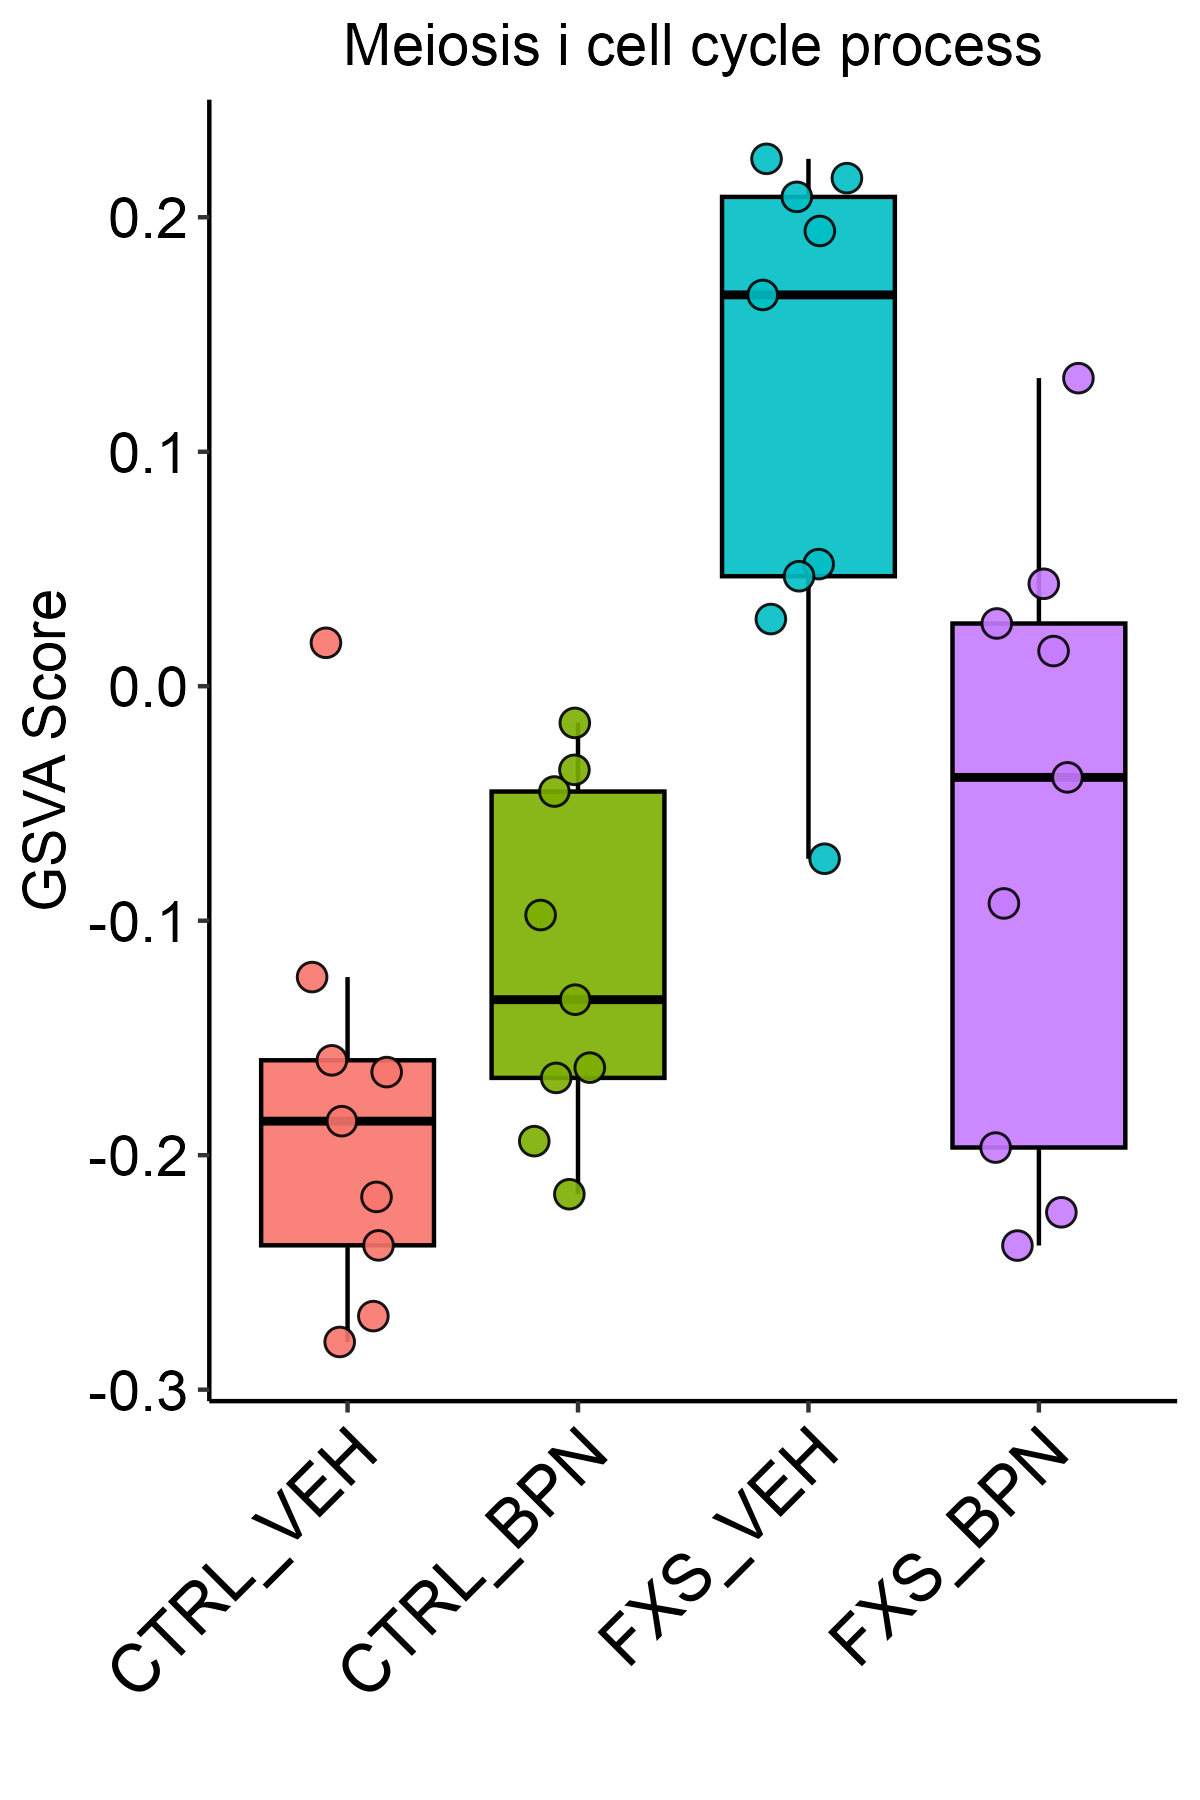 Meiosis i cell cycle process
GSVA Score
0.2
0.1
0.0
-0.1
-0.2
-0.3
CTRL_VEH
CTRL_BPN
FXS_VEH
FXS_BPN